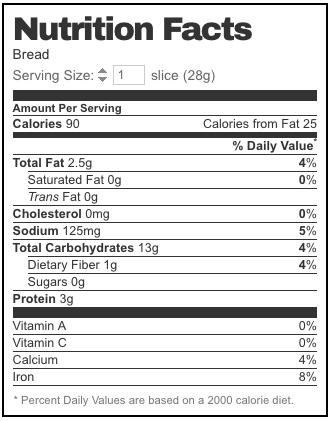 Nutrition Facts
Bread
Serving Size: 1 slice (28g)
Amount Per Serving
Calories 90 Calories from Fat 25
% Daily Value*
Total Fat 2.5g 4%
Saturated Fat 0g 0%
Trans Fat 0g
Cholesterol 0mg 0%
Sodium 125mg 5%
Total Carbohydrates 13g 4%
Dietary Fiber 1g 4%
Sugars 0g
Protein 3g
Vitamin A 0%
Vitamin C 0%
Calcium 4%
Iron 8%
* Percent Daily Values are based on a 2000 calorie diet.